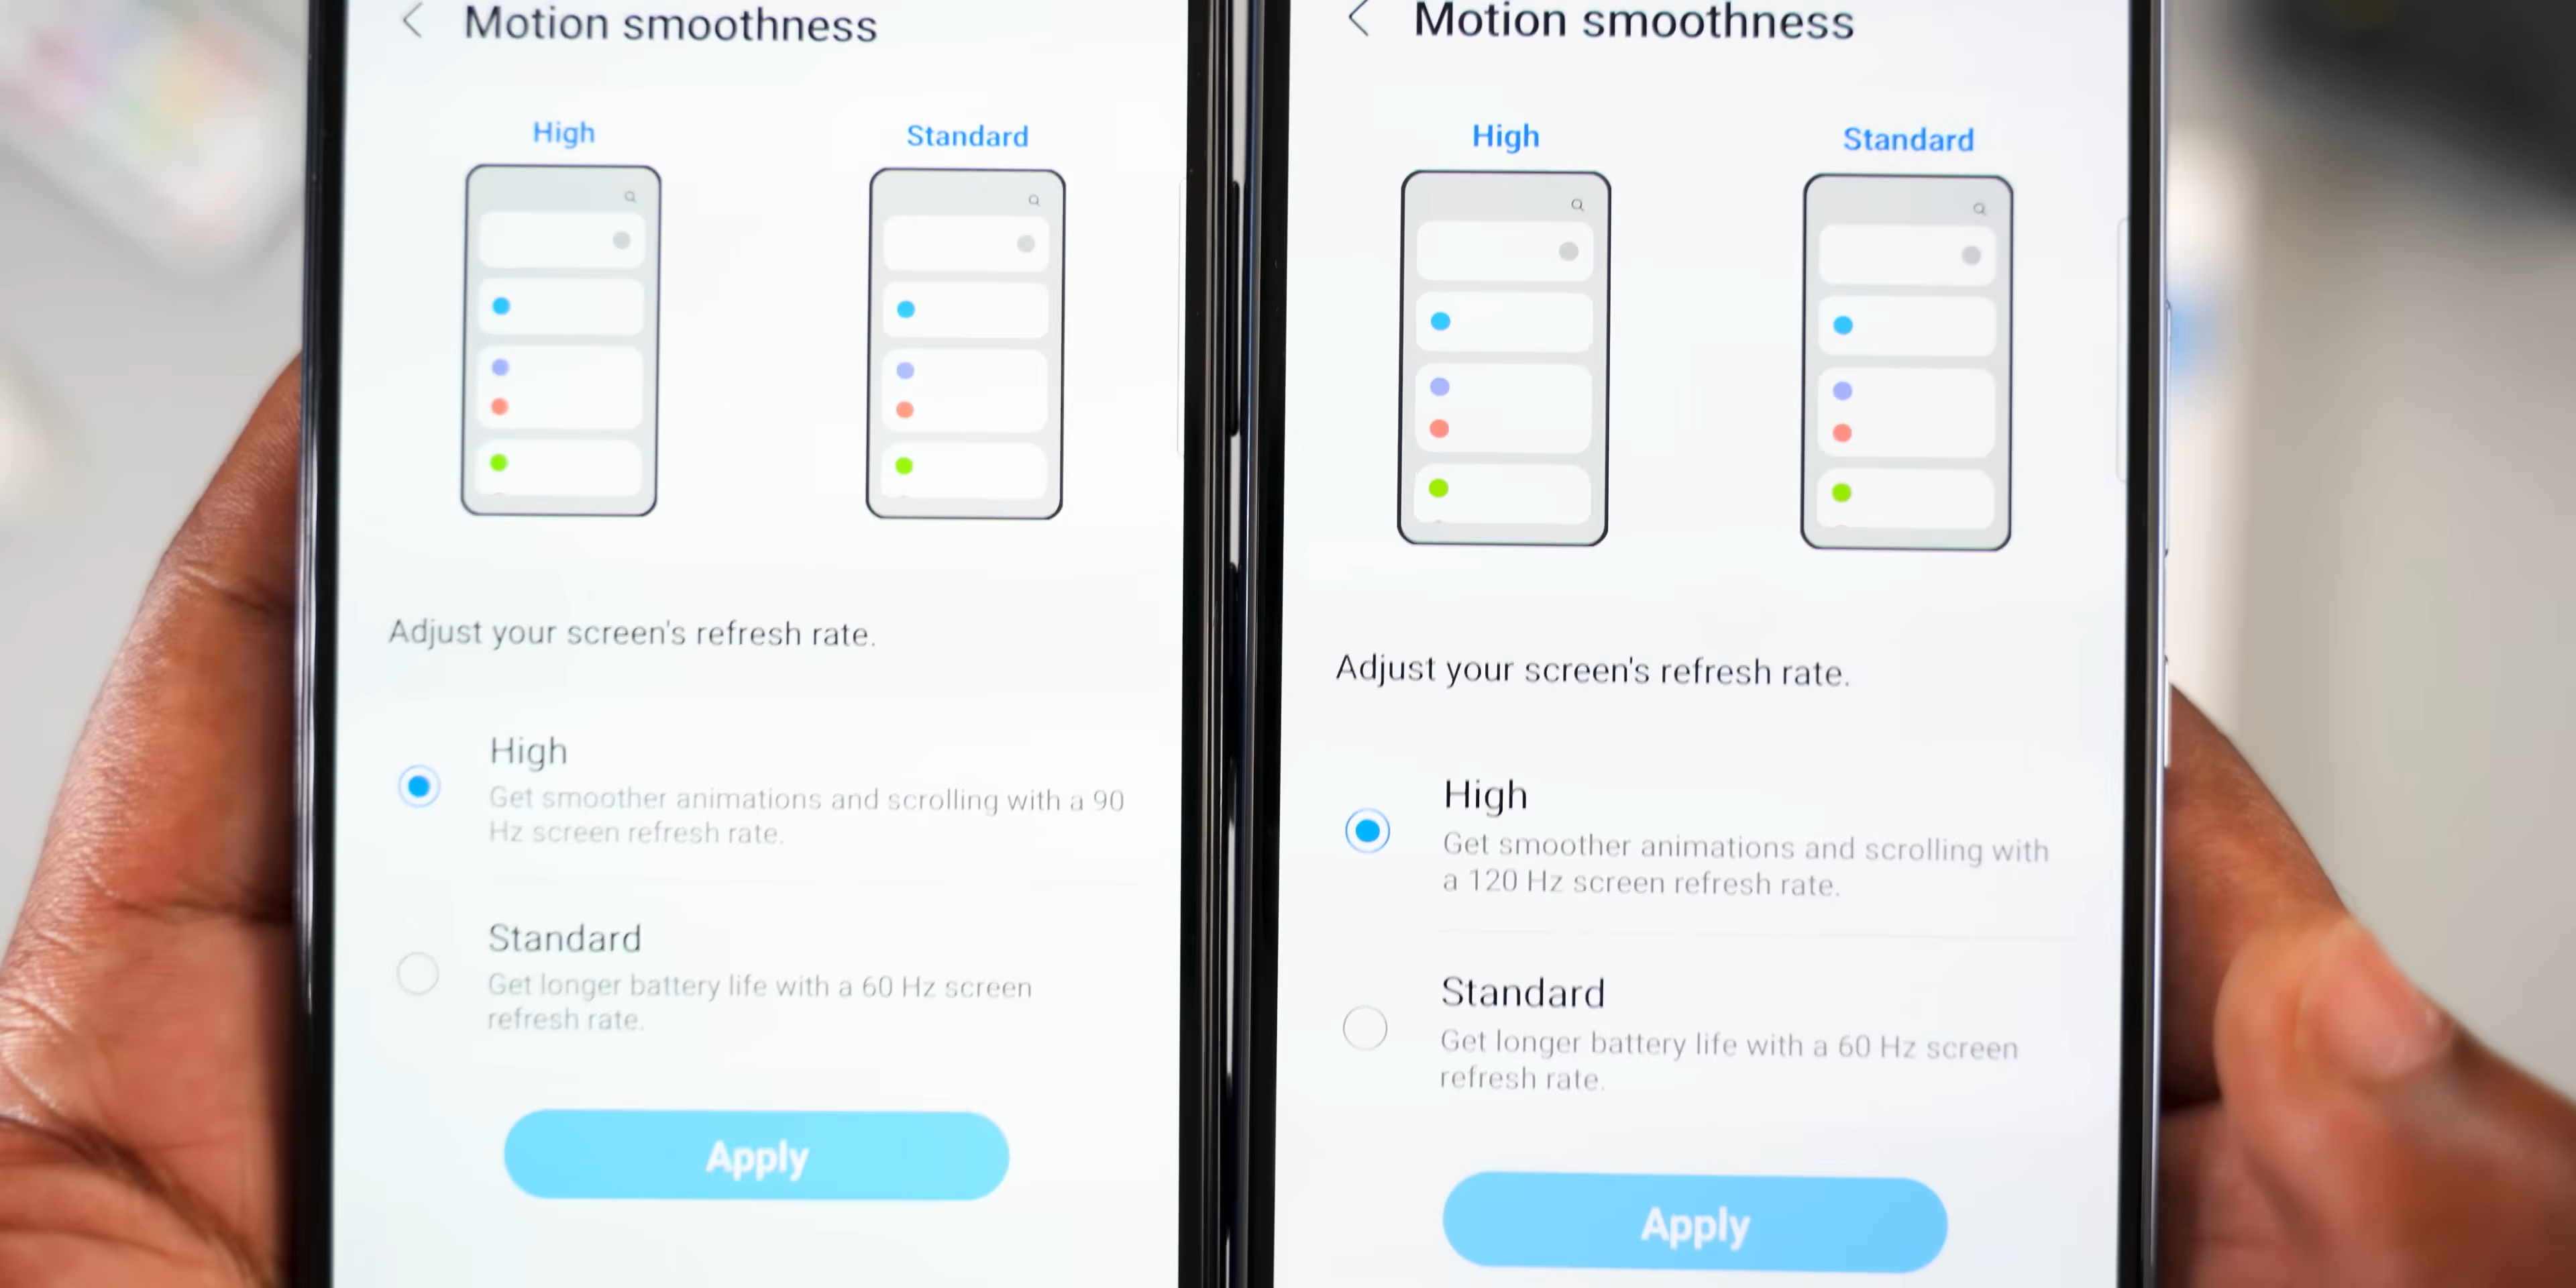 Motion smoothness
High
Standard
Adjust your screen's refresh rate.
High
Get smoother animations and scrolling with a 90
Hz screen refresh rate.
Standard
Get longer battery life with a 60 Hz screen
refresh rate.
Apply
Motion smoothness
High
Standard
Adjust your screen's refresh rate.
High
Get smoother animations and scrolling with
a 120 Hz screen refresh rate.
Standard
Get longer battery life with a 60 Hz screen
refresh rate.
Apply